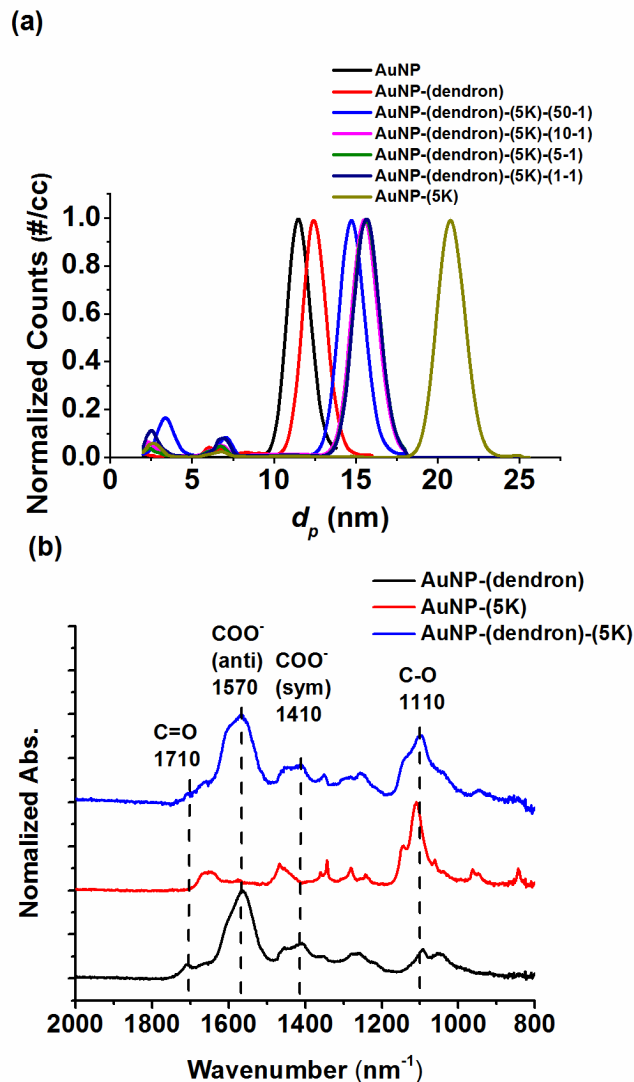 (a)
AuNP
AuNP-(dendron)
AuNP-(dendron)-(5K)-(50-1)
AuNP-(dendron)-(5K)-(10-1)
AuNP-(dendron)-(5K)-(5-1)
AuNP-(dendron)-(5K)-(1-1)
AuNP-(5K)
Normalized Counts (#/cc)
1.0
0.8
0.6
0.4
0.2
0.0
0 5 10 15 20 25
dp (nm)
(b)
AuNP-(dendron)
AuNP-(5K)
AuNP-(dendron)-(5K)
COO-
(anti)
1570
COO-
(sym)
1410
C-O
1110
C=O
1710
Nomalized Abs.
2000 1800 1600 1400 1200 1000 800
Wavenumber (nm-1)